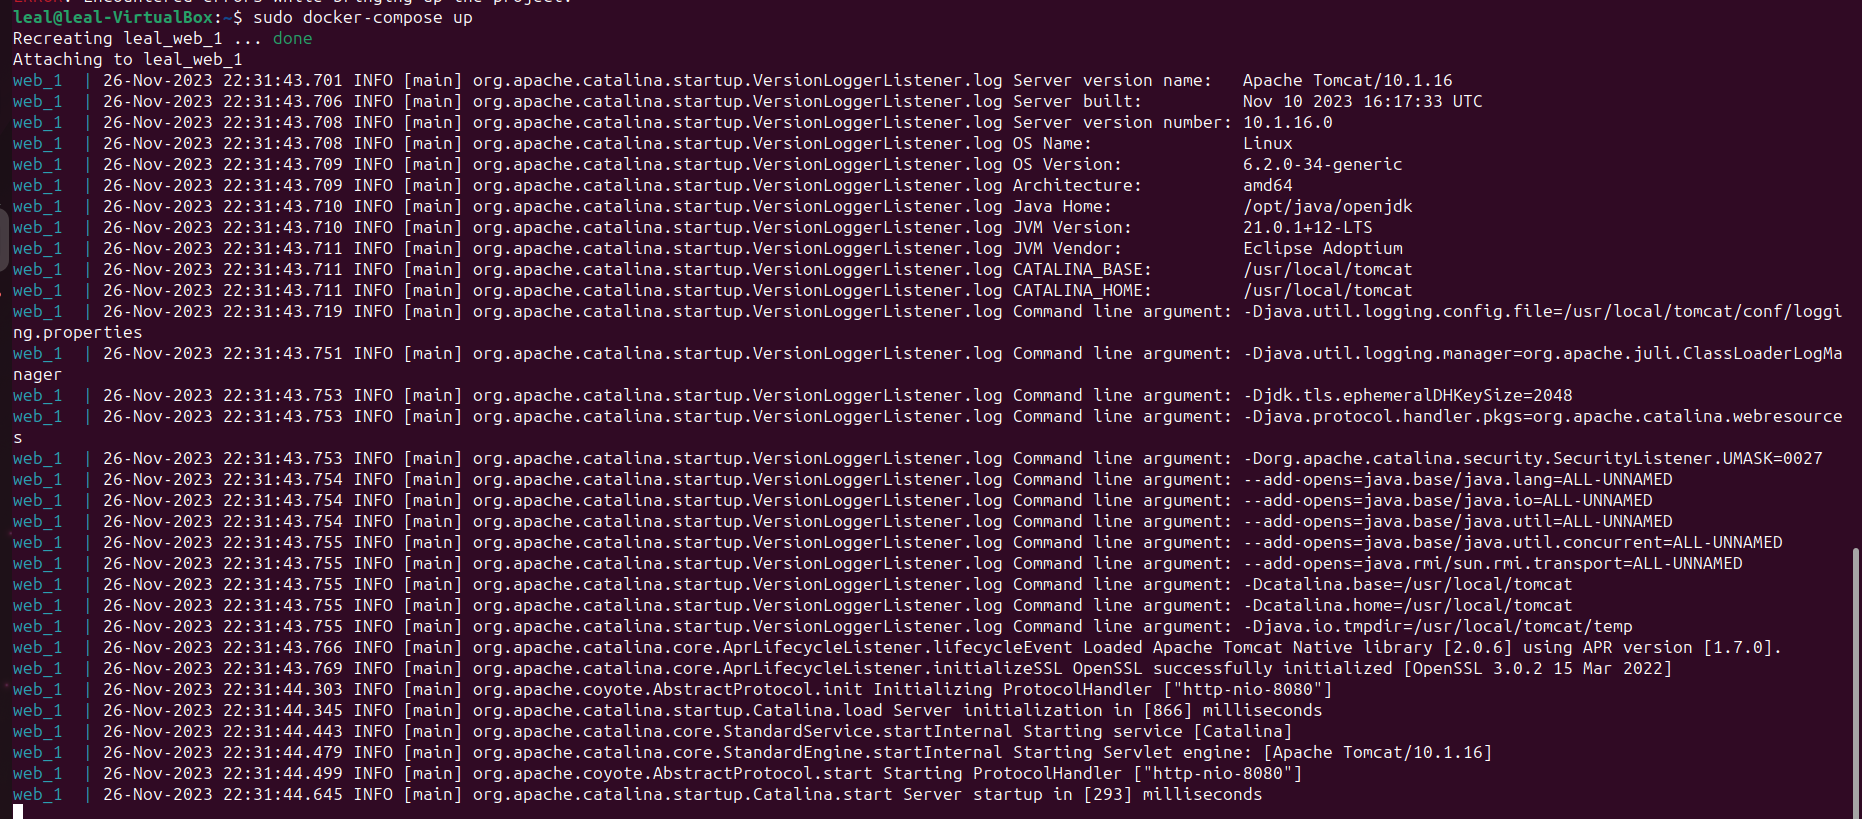 ERROR: Encountered errors while bringing up the project.
leal@leal-VirtualBox:~$ sudo docker-compose up
Recreating leal_web_1 ... done
Attaching to leal_web_1
web_1  | 26-Nov-2023 22:31:43.701 INFO [main] org.apache.catalina.startup.VersionLoggerListener.log Server version name:   Apache Tomcat/10.1.16
web_1  | 26-Nov-2023 22:31:43.706 INFO [main] org.apache.catalina.startup.VersionLoggerListener.log Server built:          Nov 10 2023 16:17:33 UTC
web_1  | 26-Nov-2023 22:31:43.708 INFO [main] org.apache.catalina.startup.VersionLoggerListener.log Server version number: 10.1.16.0
web_1  | 26-Nov-2023 22:31:43.708 INFO [main] org.apache.catalina.startup.VersionLoggerListener.log OS Name:               Linux
web_1  | 26-Nov-2023 22:31:43.709 INFO [main] org.apache.catalina.startup.VersionLoggerListener.log OS Version:            6.2.0-34-generic
web_1  | 26-Nov-2023 22:31:43.709 INFO [main] org.apache.catalina.startup.VersionLoggerListener.log Architecture:          amd64
web_1  | 26-Nov-2023 22:31:43.710 INFO [main] org.apache.catalina.startup.VersionLoggerListener.log Java Home:             /opt/java/openjdk
web_1  | 26-Nov-2023 22:31:43.710 INFO [main] org.apache.catalina.startup.VersionLoggerListener.log JVM Version:           21.0.1+12-LTS
web_1  | 26-Nov-2023 22:31:43.711 INFO [main] org.apache.catalina.startup.VersionLoggerListener.log JVM Vendor:            Eclipse Adoptium
web_1  | 26-Nov-2023 22:31:43.711 INFO [main] org.apache.catalina.startup.VersionLoggerListener.log CATALINA_BASE:         /usr/local/tomcat
web_1  | 26-Nov-2023 22:31:43.711 INFO [main] org.apache.catalina.startup.VersionLoggerListener.log CATALINA_HOME:         /usr/local/tomcat
web_1  | 26-Nov-2023 22:31:43.719 INFO [main] org.apache.catalina.startup.VersionLoggerListener.log Command line argument: -Djava.util.logging.config.file=/usr/local/tomcat/conf/loggi
ng.properties
web_1  | 26-Nov-2023 22:31:43.751 INFO [main] org.apache.catalina.startup.VersionLoggerListener.log Command line argument: -Djava.util.logging.manager=org.apache.juli.ClassLoaderLogMa
nager
web_1  | 26-Nov-2023 22:31:43.753 INFO [main] org.apache.catalina.startup.VersionLoggerListener.log Command line argument: -Djdk.tls.ephemeralDHKeySize=2048
web_1  | 26-Nov-2023 22:31:43.753 INFO [main] org.apache.catalina.startup.VersionLoggerListener.log Command line argument: -Djava.protocol.handler.pkgs=org.apache.catalina.webresource
s
web_1  | 26-Nov-2023 22:31:43.753 INFO [main] org.apache.catalina.startup.VersionLoggerListener.log Command line argument: -Dorg.apache.catalina.security.SecurityListener.UMASK=0027
web_1  | 26-Nov-2023 22:31:43.754 INFO [main] org.apache.catalina.startup.VersionLoggerListener.log Command line argument: --add-opens=java.base/java.lang=ALL-UNNAMED
web_1  | 26-Nov-2023 22:31:43.754 INFO [main] org.apache.catalina.startup.VersionLoggerListener.log Command line argument: --add-opens=java.base/java.io=ALL-UNNAMED
web_1  | 26-Nov-2023 22:31:43.754 INFO [main] org.apache.catalina.startup.VersionLoggerListener.log Command line argument: --add-opens=java.base/java.util=ALL-UNNAMED
web_1  | 26-Nov-2023 22:31:43.755 INFO [main] org.apache.catalina.startup.VersionLoggerListener.log Command line argument: --add-opens=java.base/java.util.concurrent=ALL-UNNAMED
web_1  | 26-Nov-2023 22:31:43.755 INFO [main] org.apache.catalina.startup.VersionLoggerListener.log Command line argument: --add-opens=java.rmi/sun.rmi.transport=ALL-UNNAMED
web_1  | 26-Nov-2023 22:31:43.755 INFO [main] org.apache.catalina.startup.VersionLoggerListener.log Command line argument: -Dcatalina.base=/usr/local/tomcat
web_1  | 26-Nov-2023 22:31:43.755 INFO [main] org.apache.catalina.startup.VersionLoggerListener.log Command line argument: -Dcatalina.home=/usr/local/tomcat
web_1  | 26-Nov-2023 22:31:43.755 INFO [main] org.apache.catalina.startup.VersionLoggerListener.log Command line argument: -Djava.io.tmpdir=/usr/local/tomcat/temp
web_1  | 26-Nov-2023 22:31:43.766 INFO [main] org.apache.catalina.core.AprLifecycleListener.lifecycleEvent Loaded Apache Tomcat Native library [2.0.6] using APR version [1.7.0].
web_1  | 26-Nov-2023 22:31:43.769 INFO [main] org.apache.catalina.core.AprLifecycleListener.initializeSSL OpenSSL successfully initialized [OpenSSL 3.0.2 15 Mar 2022]
web_1  | 26-Nov-2023 22:31:44.303 INFO [main] org.apache.coyote.AbstractProtocol.init Initializing ProtocolHandler ["http-nio-8080"]
web_1  | 26-Nov-2023 22:31:44.345 INFO [main] org.apache.catalina.startup.Catalina.load Server initialization in [866] milliseconds
web_1  | 26-Nov-2023 22:31:44.443 INFO [main] org.apache.catalina.core.StandardService.startInternal Starting service [Catalina]
web_1  | 26-Nov-2023 22:31:44.479 INFO [main] org.apache.catalina.core.StandardEngine.startInternal Starting Servlet engine: [Apache Tomcat/10.1.16]
web_1  | 26-Nov-2023 22:31:44.499 INFO [main] org.apache.coyote.AbstractProtocol.start Starting ProtocolHandler ["http-nio-8080"]
web_1  | 26-Nov-2023 22:31:44.645 INFO [main] org.apache.catalina.startup.Catalina.start Server startup in [293] milliseconds